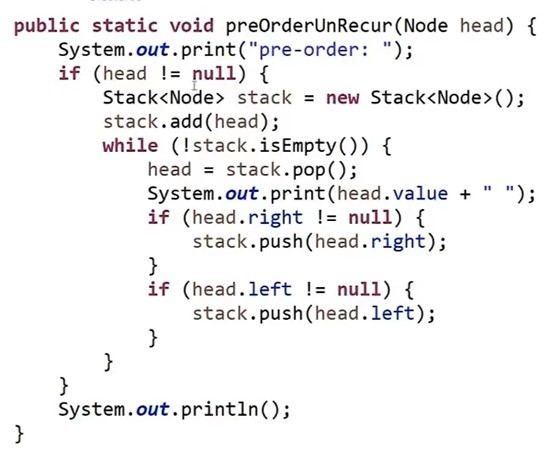 public static void preOrderUnRecur(Node head) {
    System.out.print("pre-order: ");
    if (head != null) {
        Stack<Node> stack = new Stack<Node>();
        stack.add(head);
        while (!stack.isEmpty()) {
            head = stack.pop();
            System.out.print(head.value + " ");
            if (head.right != null) {
                stack.push(head.right);
            }
            if (head.left != null) {
                stack.push(head.left);
            }
        }
    }
    System.out.println();
}